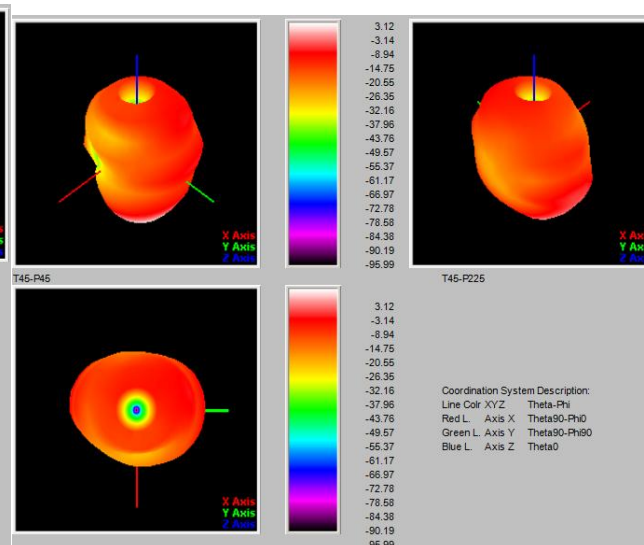 3.12
-3.14
-8.94
-14.75
-20.55
-26.35
-32.16
-37.96
-43.76
-49.57
-55.37
-61.17
-66.97
-72.78
-78.58
-84.38
-90.19
-95.99
X Axis
Y Axis
Z Axis
X Ax
Y Ax
Z Ax
T45-P45
T45-P225
3.12
-3.14
-8.94
-14.75
-20.55
-26.35
-32.16
-37.96
-43.76
-49.57
-55.37
-61.17
-66.97
-72.78
-78.58
-84.38
-90.19
-95.99
X Axis
Y Axis
Z Axis
Coordination System Description:
Line Colr XYZ Theta-Phi
Red L. Axis X Theta90-Phi0
Green L. Axis Y Theta90-Phi90
Blue L. Axis Z Theta0